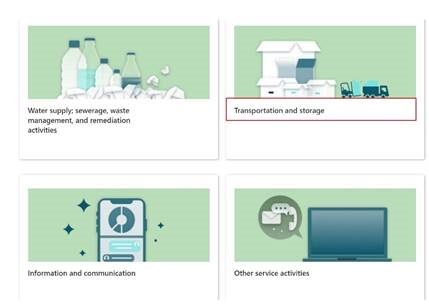 Water supply; sewerage, waste
management, and remediation
activities
Transportation and storage
Information and communication
Other service activities